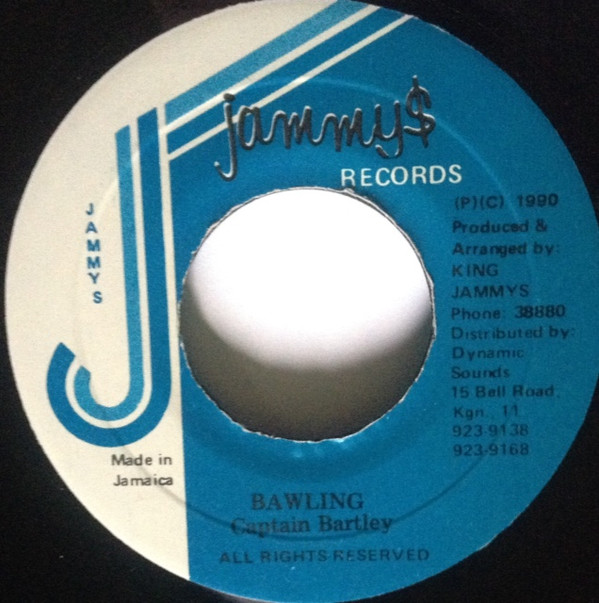 jammy$
RECORDS
JAMMYS
(P)(C) 1990
Produced &
Arranged by:
KING
JAMMYS
Phone: 38880
Distributed by:
Dynamic
Sounds
15 Bell Road,
Kgn., 11
923-9138
923-9168
Made in
Jamaica
BAWLING
Captain Bartley
ALL RIGHTS RESERVED